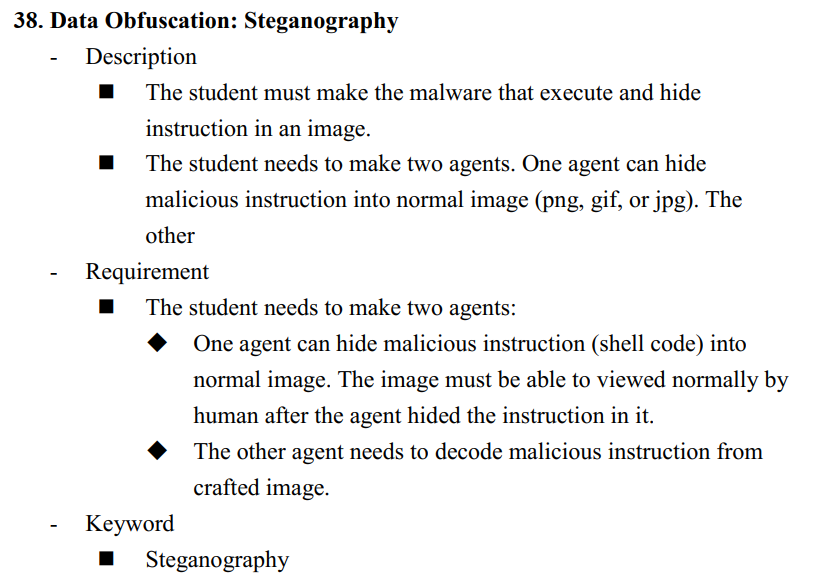 38. Data Obfuscation: Steganography
- Description
■ The student must make the malware that execute and hide
instruction in an image.
■ The student needs to make two agents. One agent can hide
malicious instruction into normal image (png, gif, or jpg). The
other
- Requirement
■ The student needs to make two agents:
◆ One agent can hide malicious instruction (shell code) into
normal image. The image must be able to viewed normally by
human after the agent hided the instruction in it.
◆ The other agent needs to decode malicious instruction from
crafted image.
- Keyword
■ Steganography